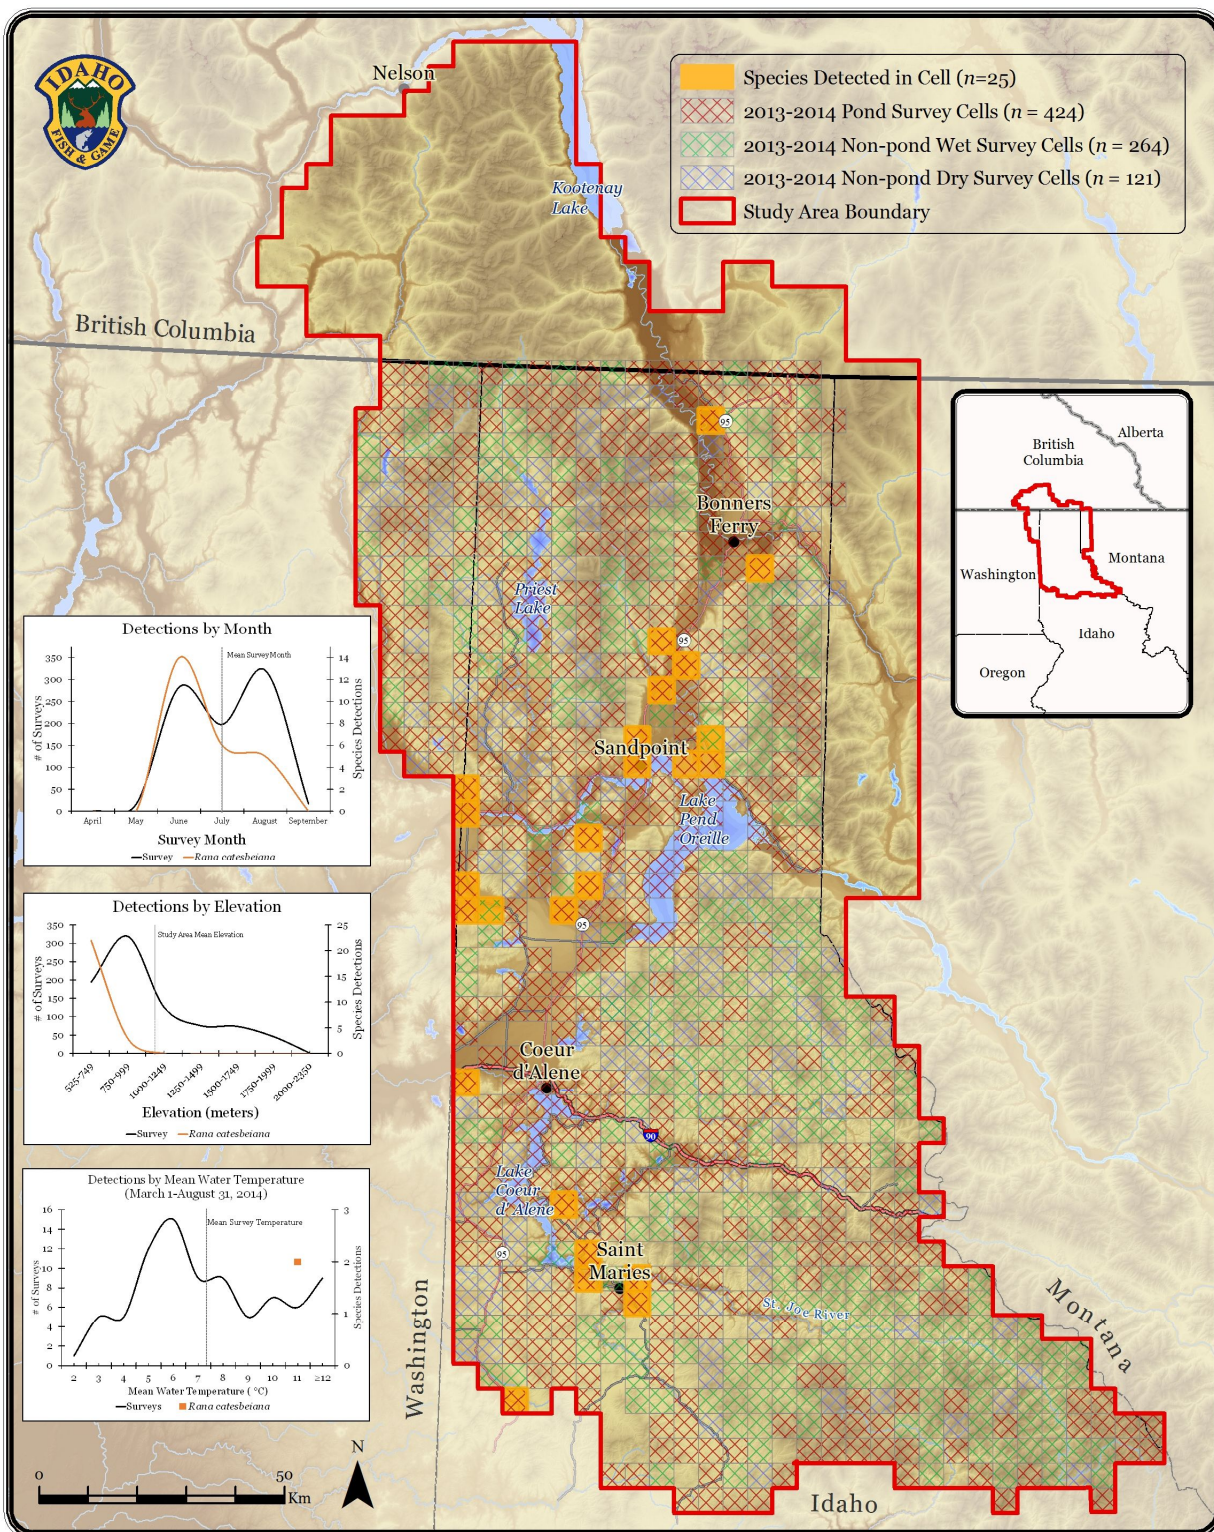 IDAHO
FISH & GAME
Nelson
Kootenay
Lake
Species Detected in Cell (n=25)
2013-2014 Pond Survey Cells (n = 424)
2013-2014 Non-pond Wet Survey Cells (n = 264)
2013-2014 Non-pond Dry Survey Cells (n = 121)
Study Area Boundary
British Columbia
95
Bonners
Ferry
Priest
Lake
95
Sandpoint
Lake
Pend
Oreille
95
Coeur
d'Alene
90
Lake
Coeur
d' Alene
95
Saint
Maries
St. Joe River
Washington
Montana
Idaho
British
Columbia
Alberta
Washington
Montana
Idaho
Oregon
Detections by Month
Mean Survey Month
# of Surveys
350
300
250
200
150
100
50
0
14
12
10
8
6
4
2
0
Species Detections
April May June July August September
Survey Month
Survey Rana catesbeiana
Detections by Elevation
Study Area Mean Elevation
# of Surveys
350
300
250
200
150
100
50
0
25
20
15
10
5
0
Species Detections
525-749 750-999 1000-1249 1250-1499 1500-1749 1750-1999 2000-2350
Elevation (meters)
Survey Rana catesbeiana
Detections by Mean Water Temperature
(March 1-August 31, 2014)
Mean Survey Temperature
# of Surveys
16
14
12
10
8
6
4
2
0
3
2
1
0
Species Detections
2 3 4 5 6 7 8 9 10 11 ≥12
Mean Water Temperature ( °C)
Surveys Rana catesbeiana
0 50
Km
N